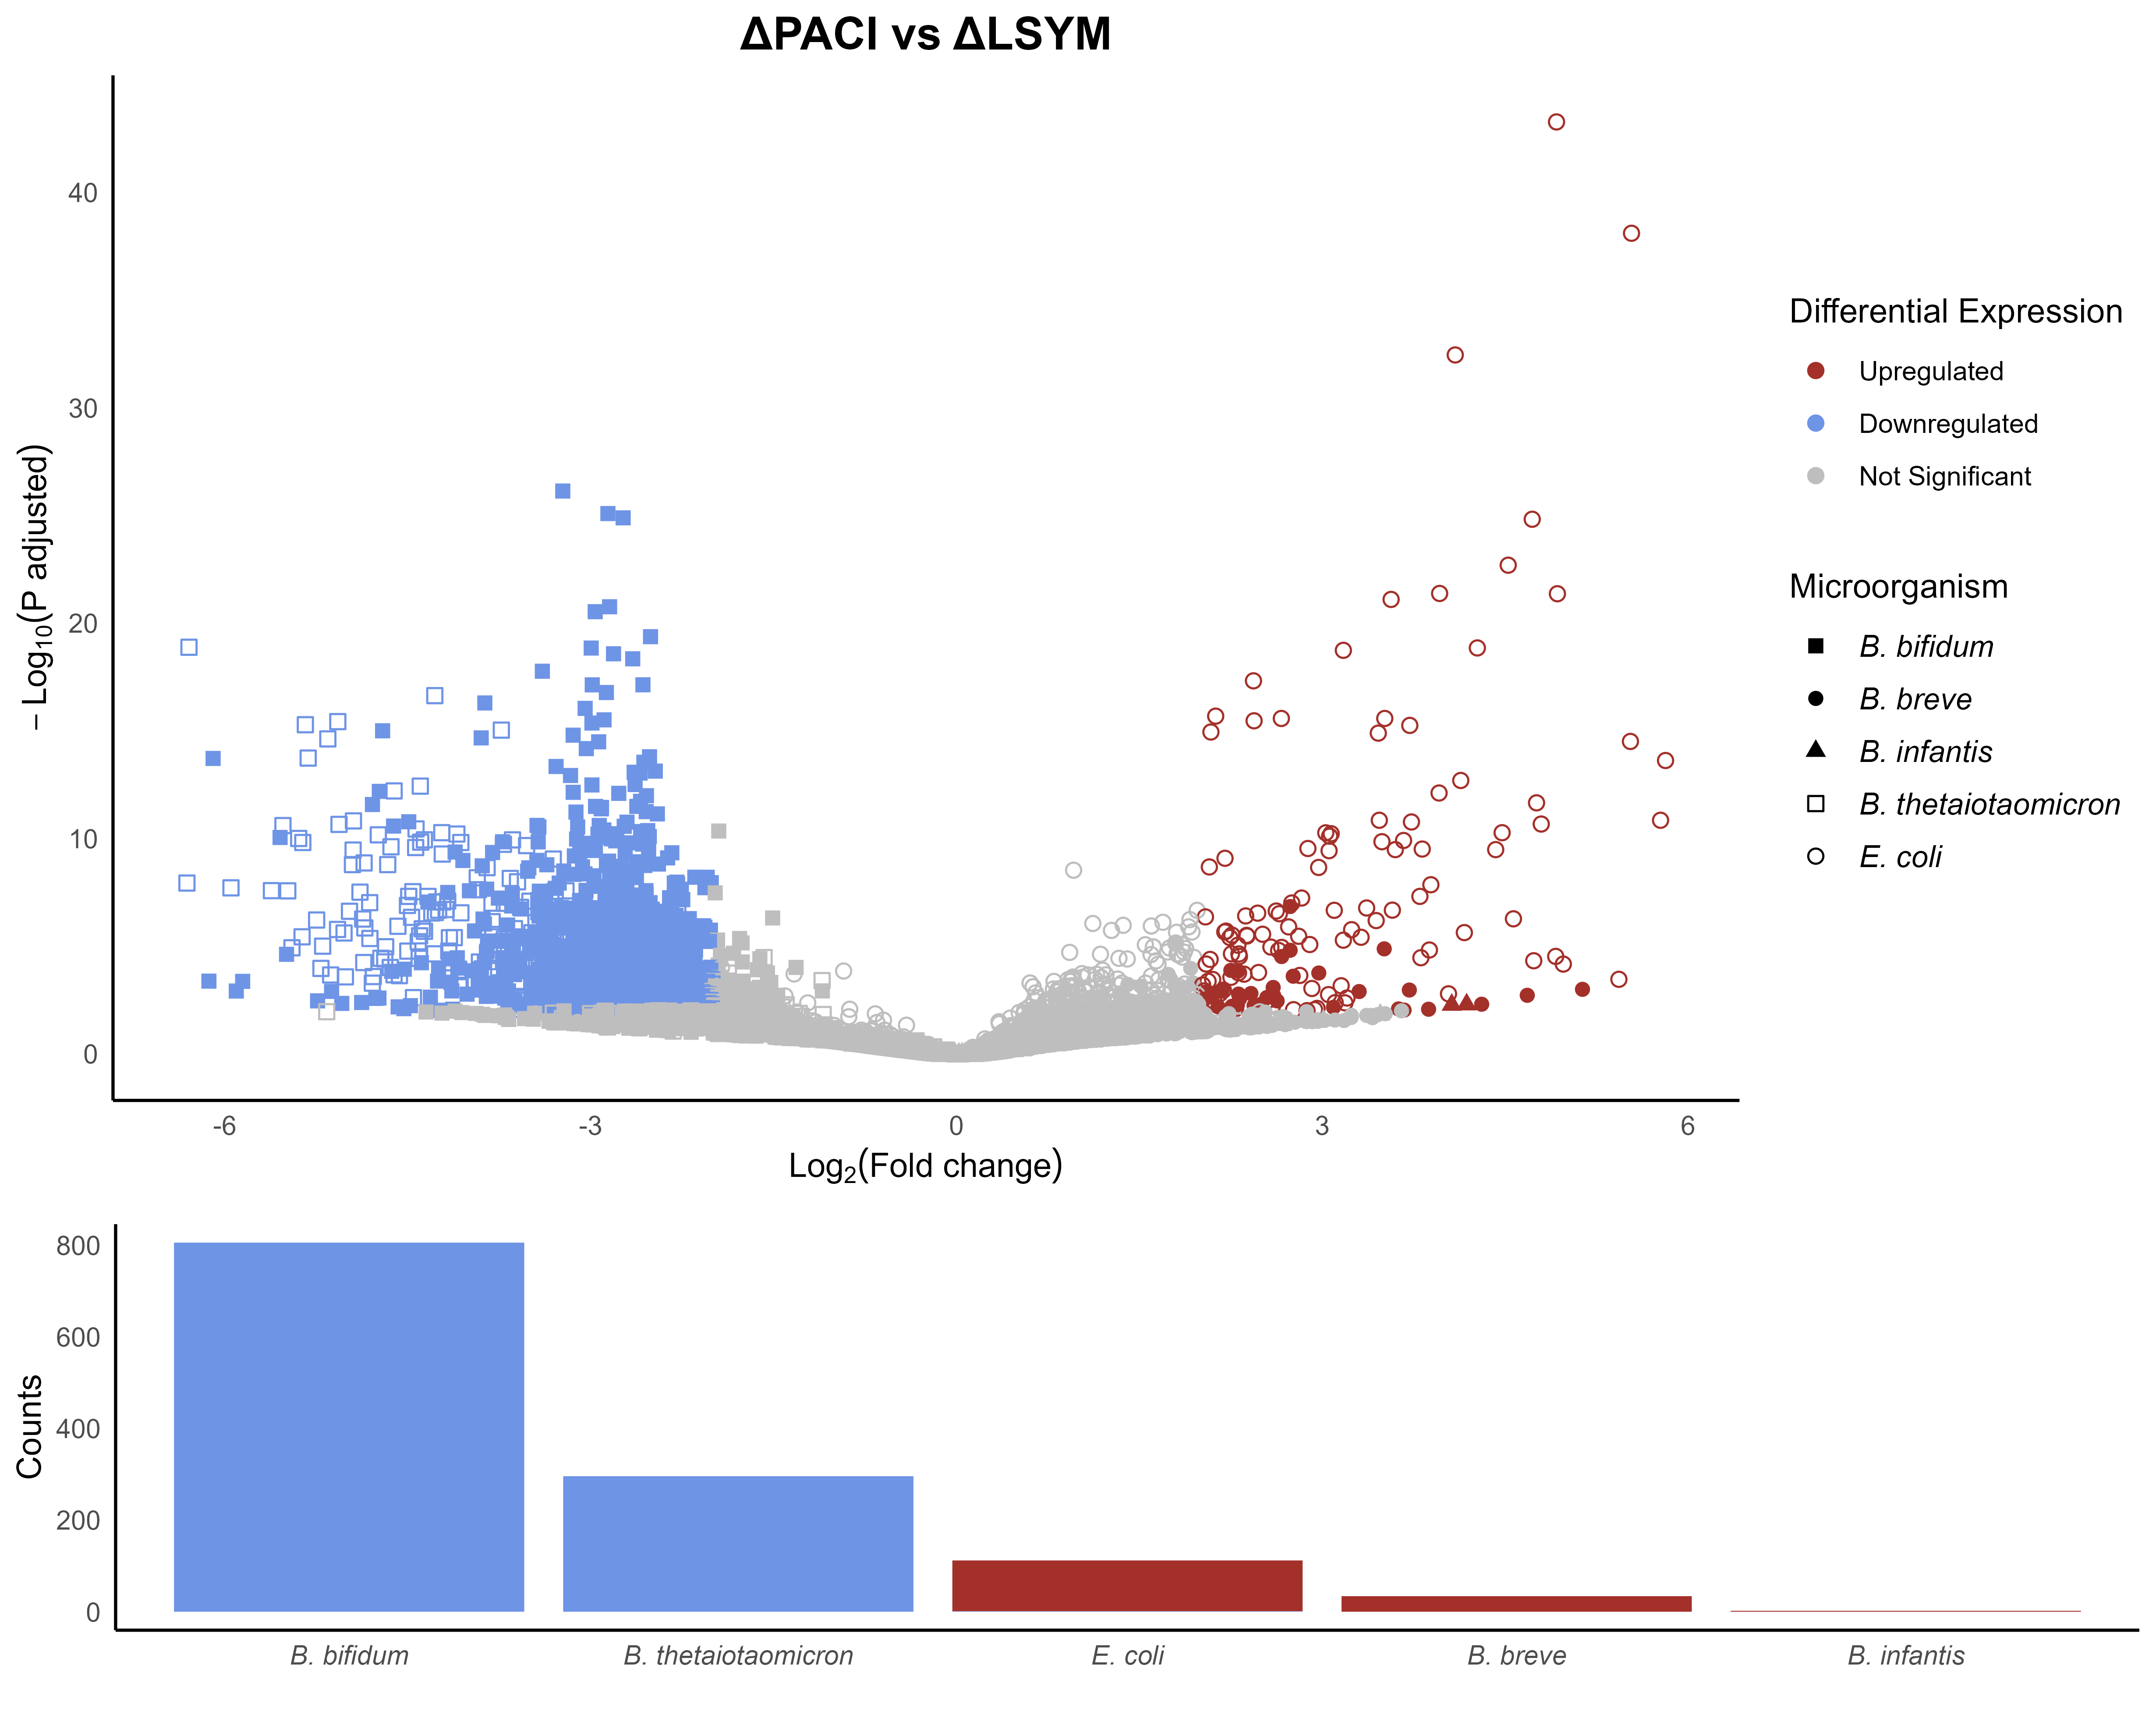 ΔPACI vs ΔLSYM
40
30
20
10
0
– Log10(P adjusted)
-6 -3 0 3 6
Log2(Fold change)
Differential Expression
Upregulated
Downregulated
Not Significant
Microorganism
B. bifidum
B. breve
B. infantis
B. thetaiotaomicron
E. coli
800
600
400
200
0
Counts
B. bifidum B. thetaiotaomicron E. coli B. breve B. infantis